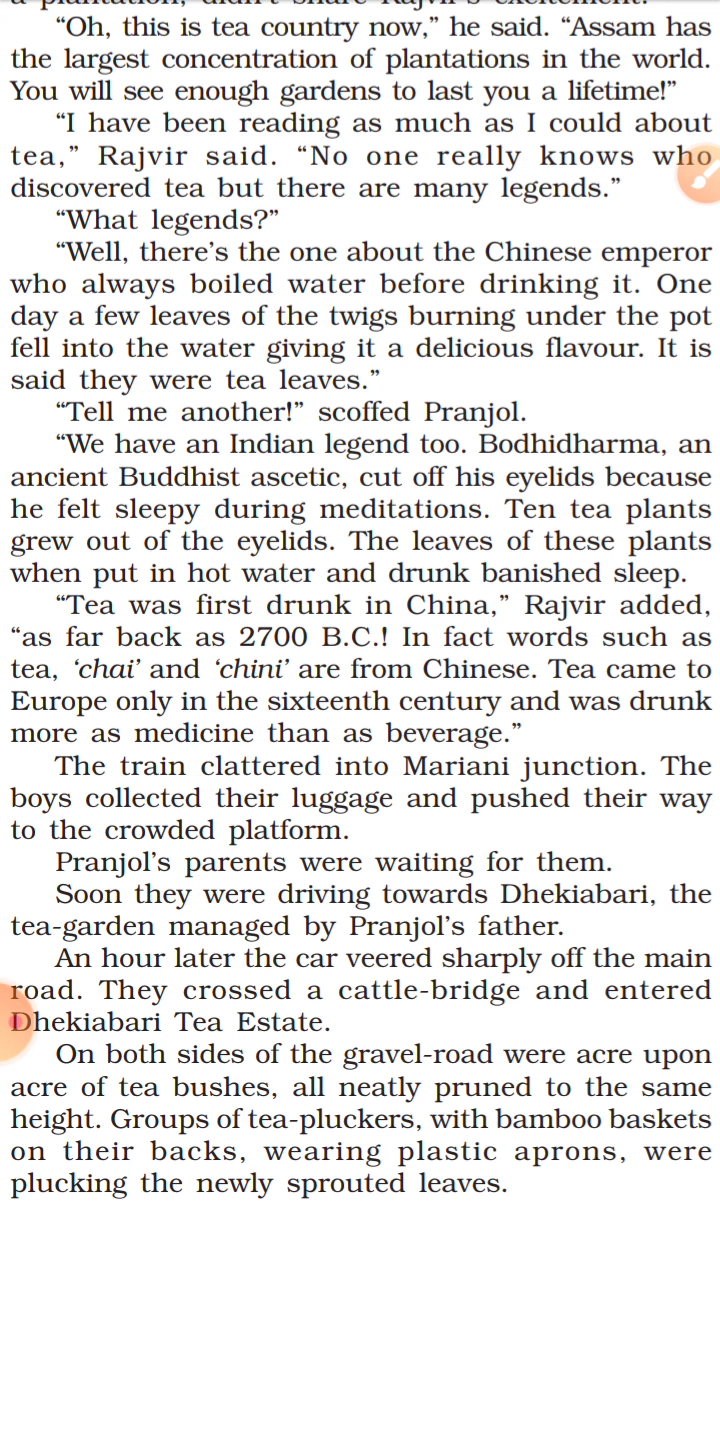 “Oh, this is tea country now,” he said. “Assam has
the largest concentration of plantations in the world.
You will see enough gardens to last you a lifetime!”
“I have been reading as much as I could about
tea,” Rajvir said. “No one really knows who
discovered tea but there are many legends.”
“What legends?”
“Well, there’s the one about the Chinese emperor
who always boiled water before drinking it. One
day a few leaves of the twigs burning under the pot
fell into the water giving it a delicious flavour. It is
said they were tea leaves.”
“Tell me another!” scoffed Pranjol.
“We have an Indian legend too. Bodhidharma, an
ancient Buddhist ascetic, cut off his eyelids because
he felt sleepy during meditations. Ten tea plants
grew out of the eyelids. The leaves of these plants
when put in hot water and drunk banished sleep.
“Tea was first drunk in China,” Rajvir added,
“as far back as 2700 B.C.! In fact words such as
tea, ‘chai’ and ‘chini’ are from Chinese. Tea came to
Europe only in the sixteenth century and was drunk
more as medicine than as beverage.”
The train clattered into Mariani junction. The
boys collected their luggage and pushed their way
to the crowded platform.
Pranjol’s parents were waiting for them.
Soon they were driving towards Dhekiabari, the
tea-garden managed by Pranjol’s father.
An hour later the car veered sharply off the main
road. They crossed a cattle-bridge and entered
Dhekiabari Tea Estate.
On both sides of the gravel-road were acre upon
acre of tea bushes, all neatly pruned to the same
height. Groups of tea-pluckers, with bamboo baskets
on their backs, wearing plastic aprons, were
plucking the newly sprouted leaves.